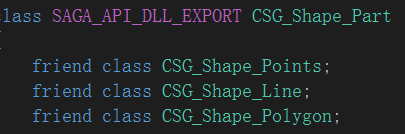 class SAGA_API_DLL_EXPORT CSG_Shape_Part
{
friend class CSG_Shape_Points;
friend class CSG_Shape_Line;
friend class CSG_Shape_Polygon;